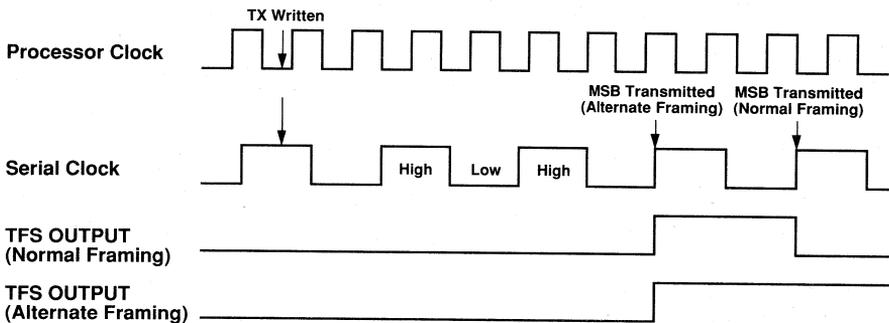 TX Written
Processor Clock
MSB Transmitted
(Alternate Framing)
MSB Transmitted
(Normal Framing)
Serial Clock
High
Low
High
TFS OUTPUT
(Normal Framing)
TFS OUTPUT
(Alternate Framing)